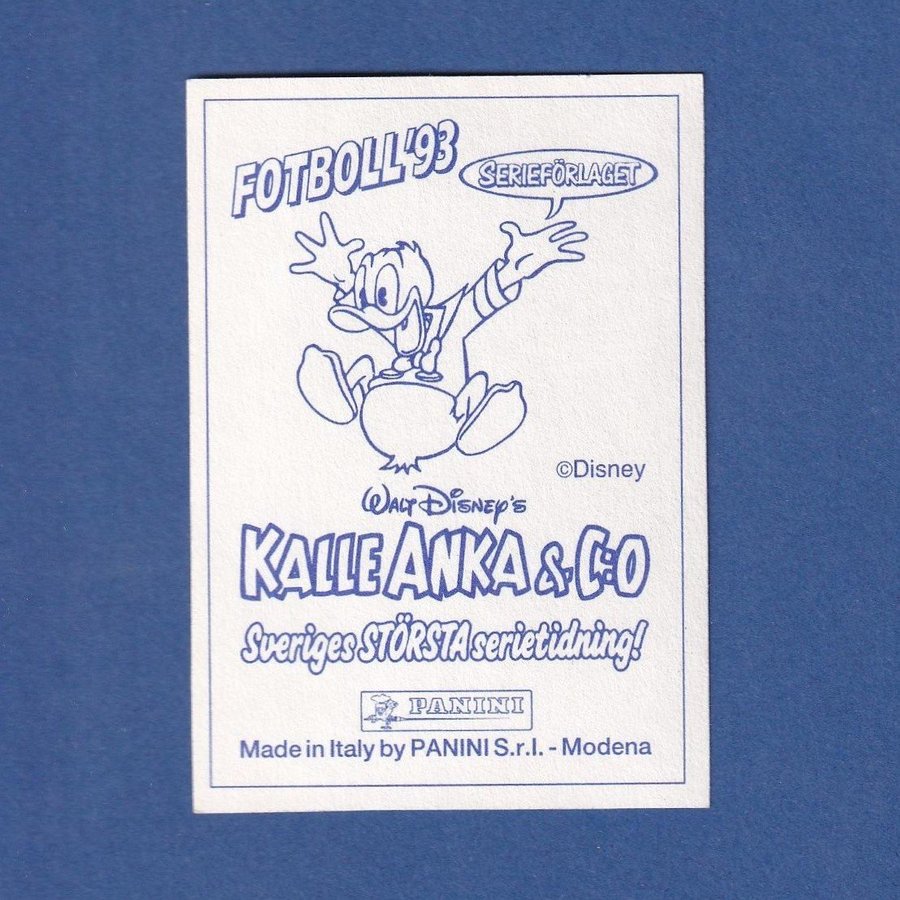 FOTBOLL'93
SERIEFÖRLAGET
©Disney
WALT DISNEY'S
KALLE ANKA & C:O
Sveriges STÖRSTA serietidning!
PANINI
Made in Italy by PANINI S.r.l. - Modena